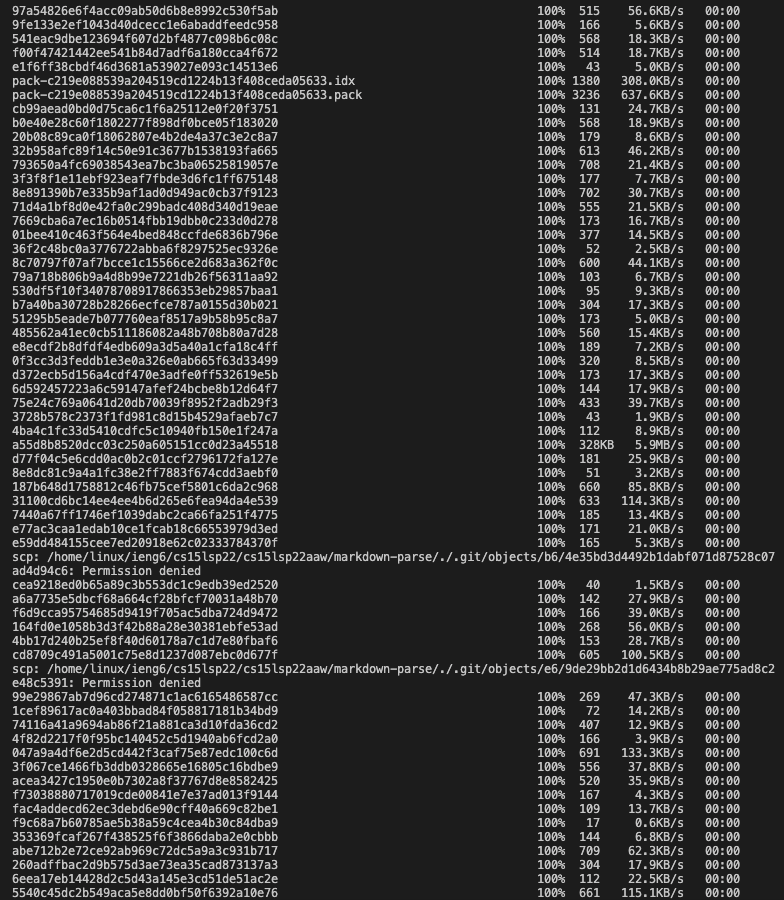 97a54826e6f4acc09ab50d6b8e8992c530f5ab 100% 515 56.6KB/s 00:00
9fe133e2ef1043d40dcecc1e6abaddfeedc958 100% 166 5.6KB/s 00:00
541eac9dbe123694f607d2bf4877c098b6c08c 100% 568 18.3KB/s 00:00
f00f47421442ee541b84d7adf6a180cca4f672 100% 514 18.7KB/s 00:00
e1f6ff38cbdf46d3681a539027e093c14513e6 100% 43 5.0KB/s 00:00
pack-c219e088539a204519cd1224b13f408ceda05633.idx 100% 1380 308.0KB/s 00:00
pack-c219e088539a204519cd1224b13f408ceda05633.pack 100% 3236 637.6KB/s 00:00
cb99aead0bd0d75ca6c1f6a25112e0f20f3751 100% 131 24.7KB/s 00:00
b0e40e28c60f1802277f898df0bce05f183020 100% 568 18.9KB/s 00:00
20b08c89ca0f18062807e4b2de4a37c3e2c8a7 100% 179 8.6KB/s 00:00
32b958afc89f14c50e91c3677b1538193fa665 100% 613 46.2KB/s 00:00
793650a4fc69038543ea7bc3ba06525819057e 100% 708 21.4KB/s 00:00
3f3f8f1e11ebf923eaf7fbde3d6fc1ff675148 100% 177 7.7KB/s 00:00
8e891390b7e335b9af1ad0d949ac0cb37f9123 100% 702 30.7KB/s 00:00
71d4a1bf8d0e42fa0c299badc408d340d19eae 100% 555 21.5KB/s 00:00
7669cba6a7ec16b0514fbb19dbb0c233d0d278 100% 173 16.7KB/s 00:00
01bee410c463f564e4bed848ccfde6836b796e 100% 377 14.5KB/s 00:00
36f2c48bc0a3776722abba6f8297525ec9326e 100% 52 2.5KB/s 00:00
8c70797f07af7bcce1c15566ce2d683a362f0c 100% 600 44.1KB/s 00:00
79a718b806b9a4d8b99e7221db26f56311aa92 100% 103 6.7KB/s 00:00
530df5f10f34078708917866353eb29857baa1 100% 95 9.3KB/s 00:00
b7a40ba30728b28266ecfce787a0155d30b021 100% 304 17.3KB/s 00:00
51295b5eade7b077760eaf8517a9b58b95c8a7 100% 173 5.0KB/s 00:00
485562a41ec0cb511186082a48b708b80a7d28 100% 560 15.4KB/s 00:00
e8ecdf2b8dfdf4edb609a3d5a40a1cfa18c4ff 100% 189 7.2KB/s 00:00
0f3cc3d3feddb1e3e0a326e0ab665f63d33499 100% 320 8.5KB/s 00:00
d372ecb5d156a4cdf470e3adfe0ff532619e5b 100% 173 17.3KB/s 00:00
6d592457223a6c59147afef24bcbe8b12d64f7 100% 144 17.9KB/s 00:00
75e24c769a0641d20db70039f8952f2adb29f3 100% 433 39.7KB/s 00:00
3728b578c2373f1fd981c8d15b4529afaeb7c7 100% 43 1.9KB/s 00:00
4ba4c1fc33d5410cdfc5c10940fb150e1f247a 100% 112 8.9KB/s 00:00
a55d8b8520dcc03c250a605151cc0d23a45518 100% 328KB 5.9MB/s 00:00
d77f04c5e6cdd0ac0b2c01ccf2796172fa127e 100% 181 25.9KB/s 00:00
8e8dc81c9a4a1fc38e2ff7883f674cdd3aebf0 100% 51 3.2KB/s 00:00
187b648d1758812c46fb75cef5801c6da2c968 100% 660 85.8KB/s 00:00
31100cd6bc14ee4ee4b6d265e6fea94da4e539 100% 633 114.3KB/s 00:00
7440a67ff1746ef1039dabc2ca66fa251f4775 100% 185 13.4KB/s 00:00
e77ac3caa1edab10ce1fcab18c66553979d3ed 100% 171 21.0KB/s 00:00
e59dd484155cee7ed20918e62c02333784370f 100% 165 5.3KB/s 00:00
scp: /home/linux/ieng6/cs15lsp22/cs15lsp22aaw/markdown-parse/./.git/objects/b6/4e35bd3d4492b1dabf071d87528c07
ad4d94c6: Permission denied
cea9218ed0b65a89c3b553dc1c9edb39ed2520 100% 40 1.5KB/s 00:00
a6a7735e5dbcf68a664cf28bfcf70031a48b70 100% 142 27.9KB/s 00:00
f6d9cca95754685d9419f705ac5dba724d9472 100% 166 39.0KB/s 00:00
164fd0e1058b3d3f42b88a28e30381ebfe53ad 100% 268 56.0KB/s 00:00
4bb17d240b25ef8f40d60178a7c1d7e80fbaf6 100% 153 28.7KB/s 00:00
cd8709c491a5001c75e8d1237d087ebc0d677f 100% 605 100.5KB/s 00:00
scp: /home/linux/ieng6/cs15lsp22/cs15lsp22aaw/markdown-parse/./.git/objects/e6/9de29bb2d1d6434b8b29ae775ad8c2
e48c5391: Permission denied
99e29867ab7d96cd274871c1ac6165486587cc 100% 269 47.3KB/s 00:00
1cef89617ac0a403bbad84f058817181b34bd9 100% 72 14.2KB/s 00:00
74116a41a9694ab86f21a881ca3d10fda36cd2 100% 407 12.9KB/s 00:00
4f82d2217f0f95bc140452c5d1940ab6fcd2a0 100% 166 3.9KB/s 00:00
047a9a4df6e2d5cd442f3caf75e87edc100c6d 100% 691 133.3KB/s 00:00
3f067ce1466fb3ddb0328665e16805c16bdbe9 100% 556 37.8KB/s 00:00
acea3427c1950e0b7302a8f37767d8e8582425 100% 520 35.9KB/s 00:00
f73038880717019cde00841e7e37ad013f9144 100% 167 4.3KB/s 00:00
fac4addecd62ec3debd6e90cff40a669c82be1 100% 109 13.7KB/s 00:00
f9c68a7b60785ae5b38a59c4cea4b30c84dba9 100% 17 0.6KB/s 00:00
353369fcaf267f438525f6f3866daba2e0cbbb 100% 144 6.8KB/s 00:00
abe712b2e72ce92ab969c72dc5a9a3c931b717 100% 709 62.3KB/s 00:00
260adffbac2d9b575d3ae73ea35cad873137a3 100% 304 17.9KB/s 00:00
6eea17eb14428d2c5d43a145e3cd51de51ac2e 100% 112 22.5KB/s 00:00
5540c45dc2b549aca5e8dd0bf50f6392a10e76 100% 661 115.1KB/s 00:00